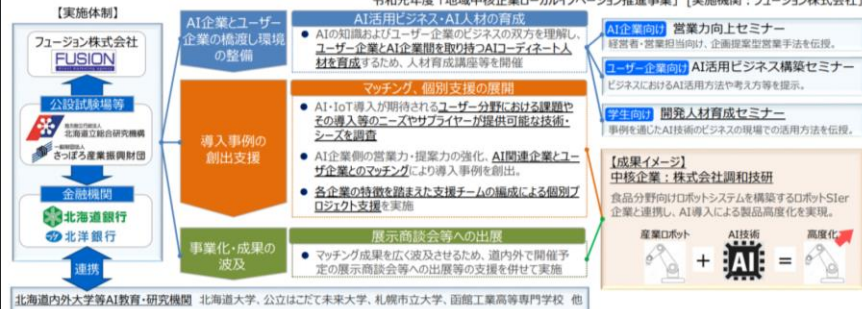 令和元年度「地域中核企業ローカルイノベーション推進事業」 [実施機関:フュージョン株式会社]
【実施体制】
フュージョン株式会社
FUSION
公設試験場等
北海道立総合研究機構
さっぽろ産業振興財団
金融機関
北海道銀行
北洋銀行
連携
北海道内外大学等AI教育・研究機関 北海道大学、公立はこだて未来大学、札幌市立大学、函館工業高等専門学校 他
AI企業とユーザー
企業の橋渡し環境
の整備
導入事例の
創出支援
事業化・成果の
波及
AI活用ビジネス・AI人材の育成
● AIの知識およびユーザー企業のビジネスの双方を理解し、
ユーザー企業とAI企業間を取り持つAIコーディネート人
材を育成するため、人材育成講座等を開催
マッチング、個別支援の展開
● AI・IoT導入が期待されるユーザー分野における課題や
その導入等のニーズやサプライヤーが提供可能な技術・
シーズを調査
● AI企業側の営業力・提案力の強化、AI関連企業とユー
ザ企業とのマッチングにより導入事例を創出。
● 各企業の特徴を踏まえた支援チームの編成による個別プ
ロジェクト支援を実施
展示商談会等への出展
● マッチング成果を広く波及させるため、道内外で開催予
定の展示商談会等への出展等の支援を併せて実施
AI企業向け 営業力向上セミナー
経営者・営業担当向け、企画提案型営業手法を伝授。
ユーザー企業向け AI活用ビジネス構築セミナー
ビジネスにおけるAI活用方法や考え方等を提示。
学生向け 開発人材育成セミナー
事例を通じたAI技術のビジネスの現場での活用方法を伝授。
【成果イメージ】
中核企業:株式会社調和技研
食品分野向けロボットシステムを構築するロボットSIer
企業と連携し、AI導入による製品高度化を実現。
産業ロボット AI技術 高度化
+ AI =